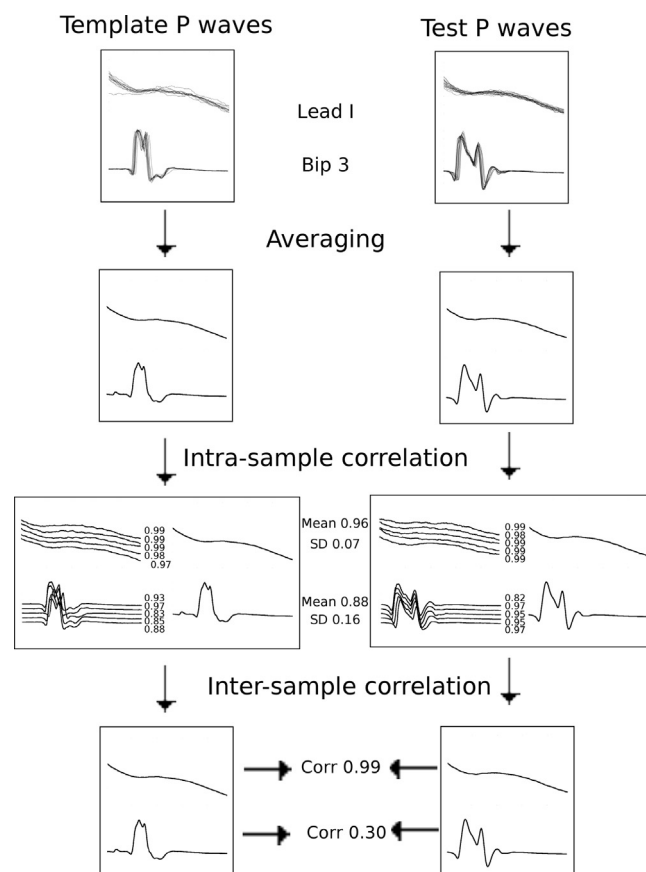 Template P waves
Test P waves
Lead I
Bip 3
Averaging
Intra-sample correlation
0.99
0.99
0.99
0.98
0.97
Mean 0.96
SD 0.07
0.99
0.98
0.99
0.99
0.99
0.93
0.97
0.83
0.85
0.88
Mean 0.88
SD 0.16
0.82
0.97
0.95
0.95
0.97
Inter-sample correlation
Corr 0.99
Corr 0.30